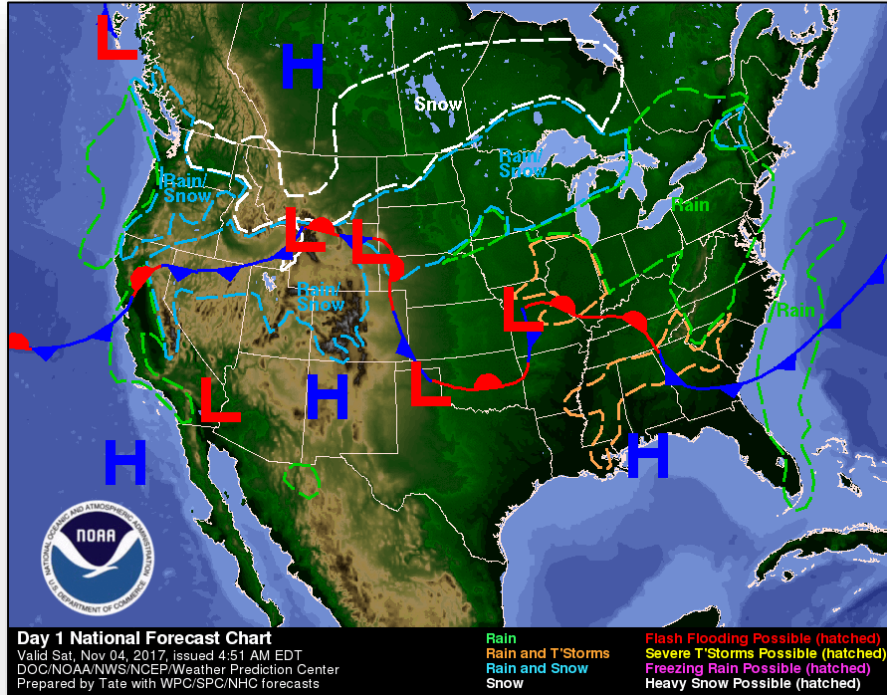 L
H
Snow
Rain/
Snow
Rain/
Snow
Rain
L
L
Rain/
Snow
Rain
L
L
H
L
H
H
NATIONAL OCEANIC AND ATMOSPHERIC ADMINISTRATION
NOAA
U.S. DEPARTMENT OF COMMERCE
Day 1 National Forecast Chart
Valid Sat, Nov 04, 2017, issued 4:51 AM EDT
DOC/NOAA/NWS/NCEP/Weather Prediction Center
Prepared by Tate with WPC/SPC/NHC forecasts
Rain
Rain and T'Storms
Rain and Snow
Snow
Flash Flooding Possible (hatched)
Severe T'Storms Possible (hatched)
Freezing Rain Possible (hatched)
Heavy Snow Possible (hatched)